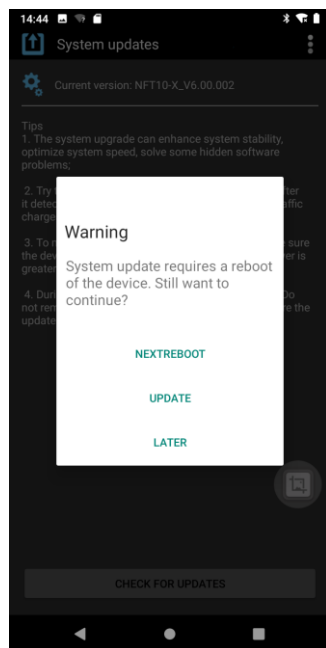 14:44
System updates
Current version: NFT10-X_V6.00.002
Tips
1. The system upgrade can enhance system stability,
optimize system speed, solve some hidden software
problems;
2. Try
it detec
charge
3. To
sure
the dev
er is
greater
4. Duri
Do
not rem
re the
update
Warning
System update requires a reboot
of the device. Still want to
continue?
NEXTREBOOT
UPDATE
LATER
CHECK FOR UPDATES